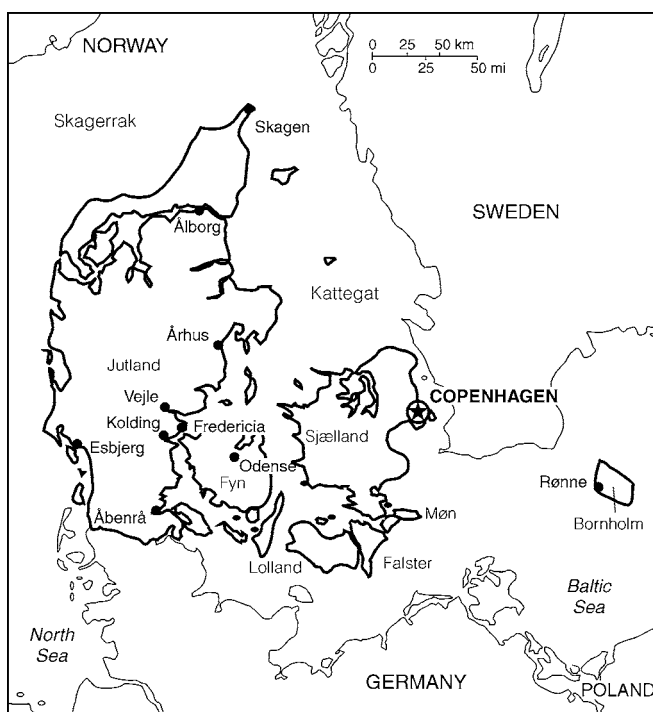 NORWAY
0 25 50 km
0 25 50 mi
Skagerrak
Skagen
SWEDEN
Ålborg
Kattegat
Århus
Jutland
Vejle
COPENHAGEN
Kolding
Fredericia
Sjælland
Esbjerg
Odense
Fyn
Rønne
Åbenrå
Møn
Bornholm
Lolland
Falster
Baltic
Sea
North
Sea
GERMANY
POLAND